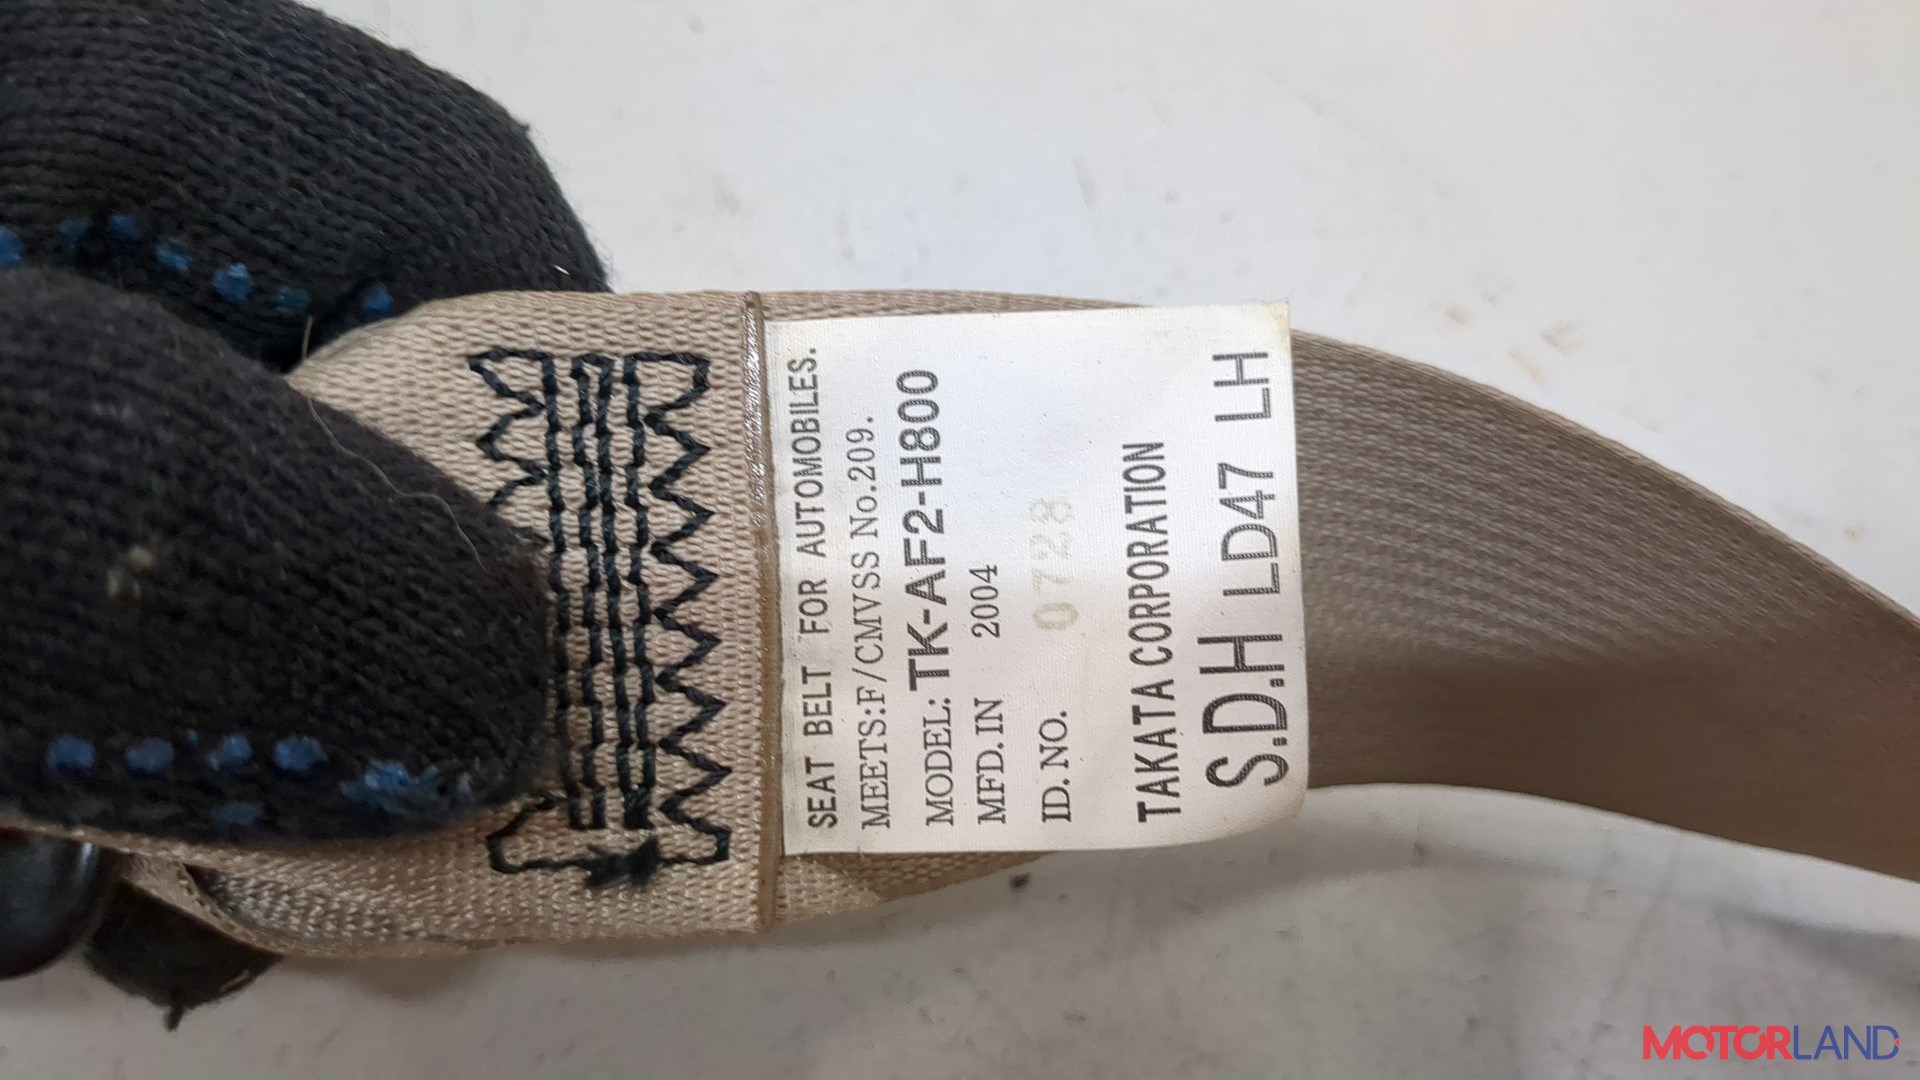 SEAT BELT FOR AUTOMOBILES.
MEETS:F/CMVSS No.209.
MODEL: TK-AF2-H800
MFD. IN 2004
ID. NO. 0728
TAKATA CORPORATION
S.D.H LD47 LH
MOTORLAND